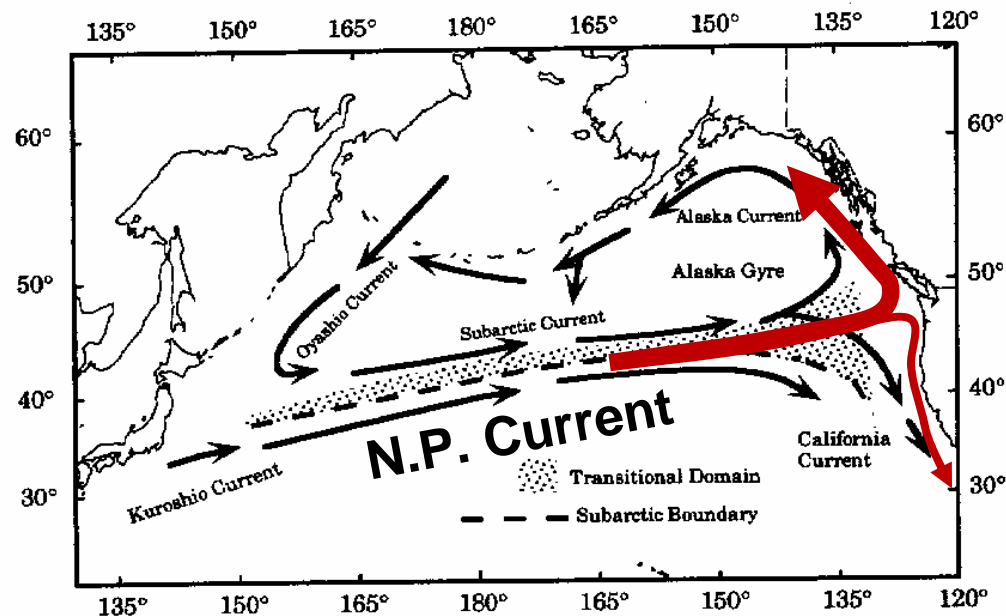 135° 150° 165° 180° 165° 150° 135° 120°
60° 60°
Alaska Current
Alaska Gyre
50° 50°
Oyashio Current
Subarctic Current
40° 40°
N.P. Current
California
Current
Kuroshio Current
Transitional Domain
30° 30°
Subarctic Boundary
135° 150° 165° 180° 165° 150° 135° 120°